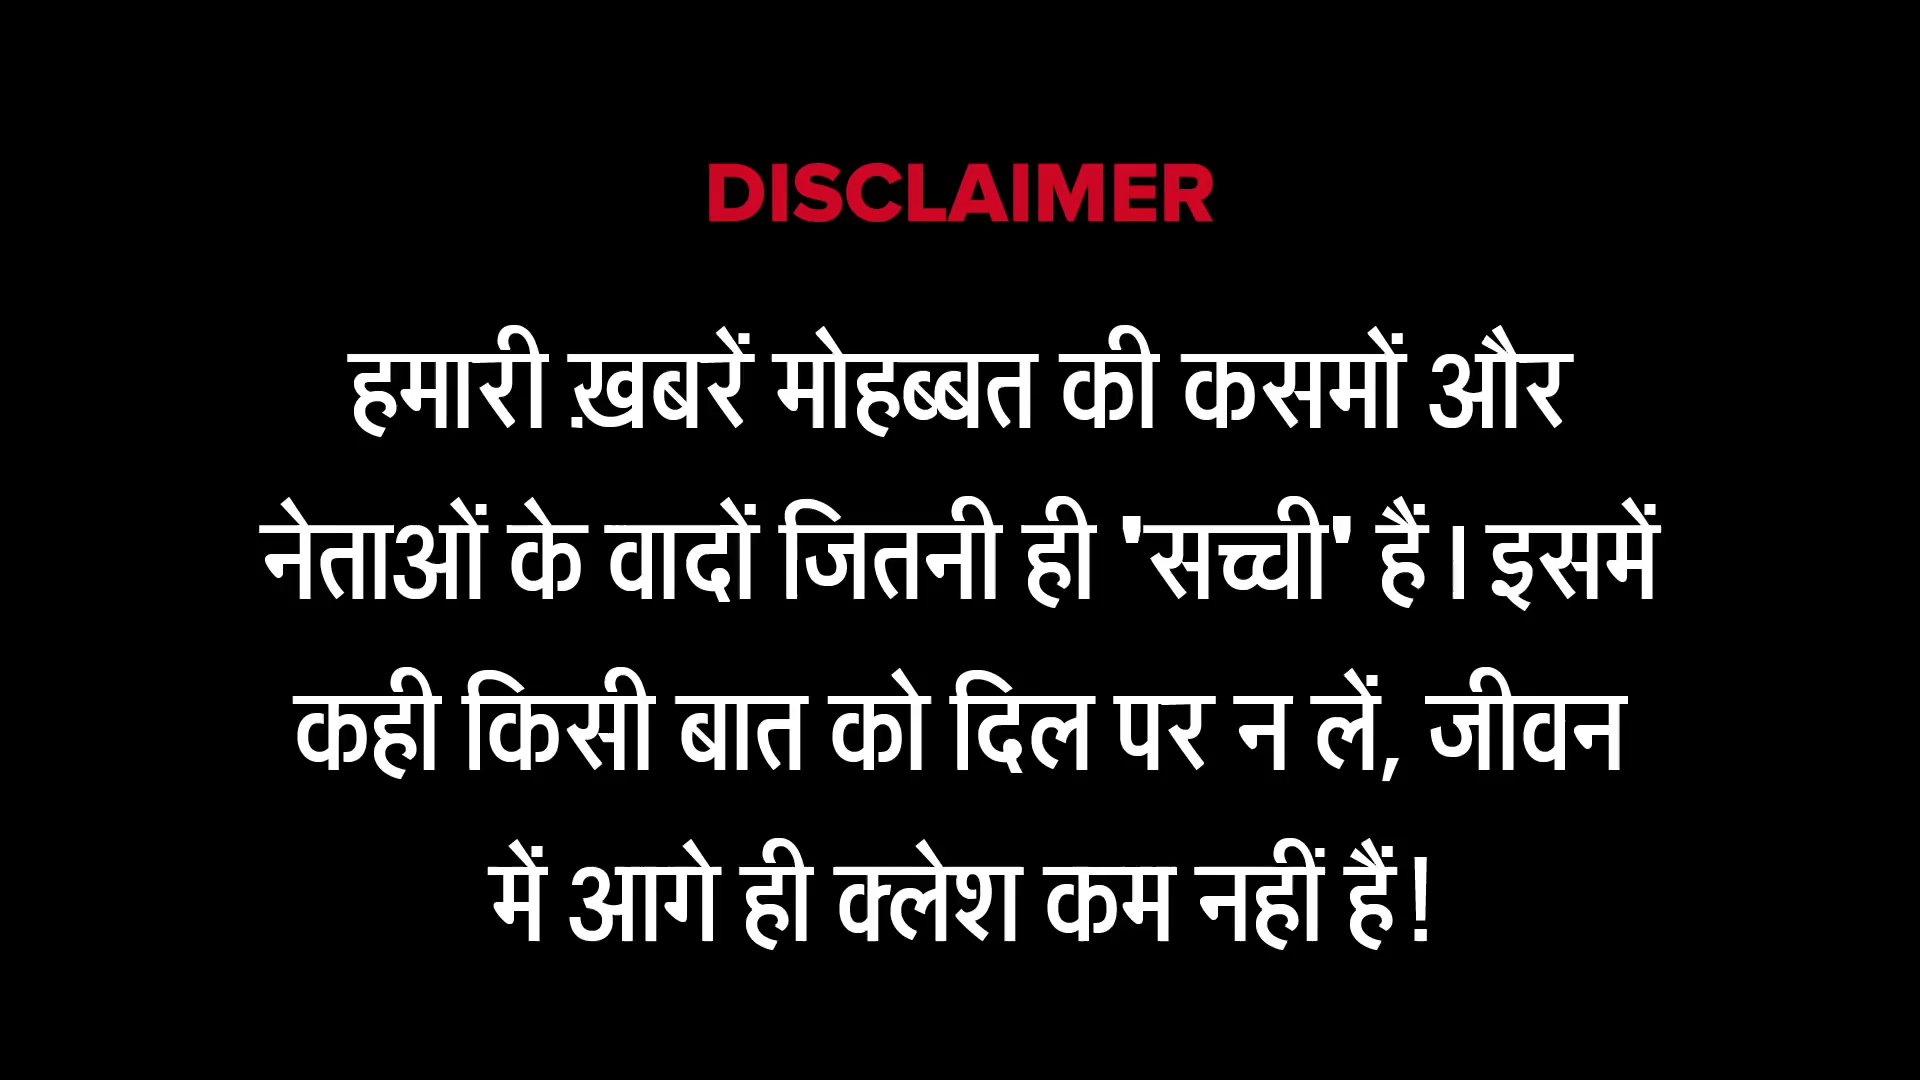 DISCLAIMER
हमारी ख़बरें मोहब्बत की कसमों और
नेताओं के वादों जितनी ही 'सच्ची' हैं। इसमें
कही किसी बात को दिल पर न लें, जीवन
में आगे ही क्लेश कम नहीं हैं!